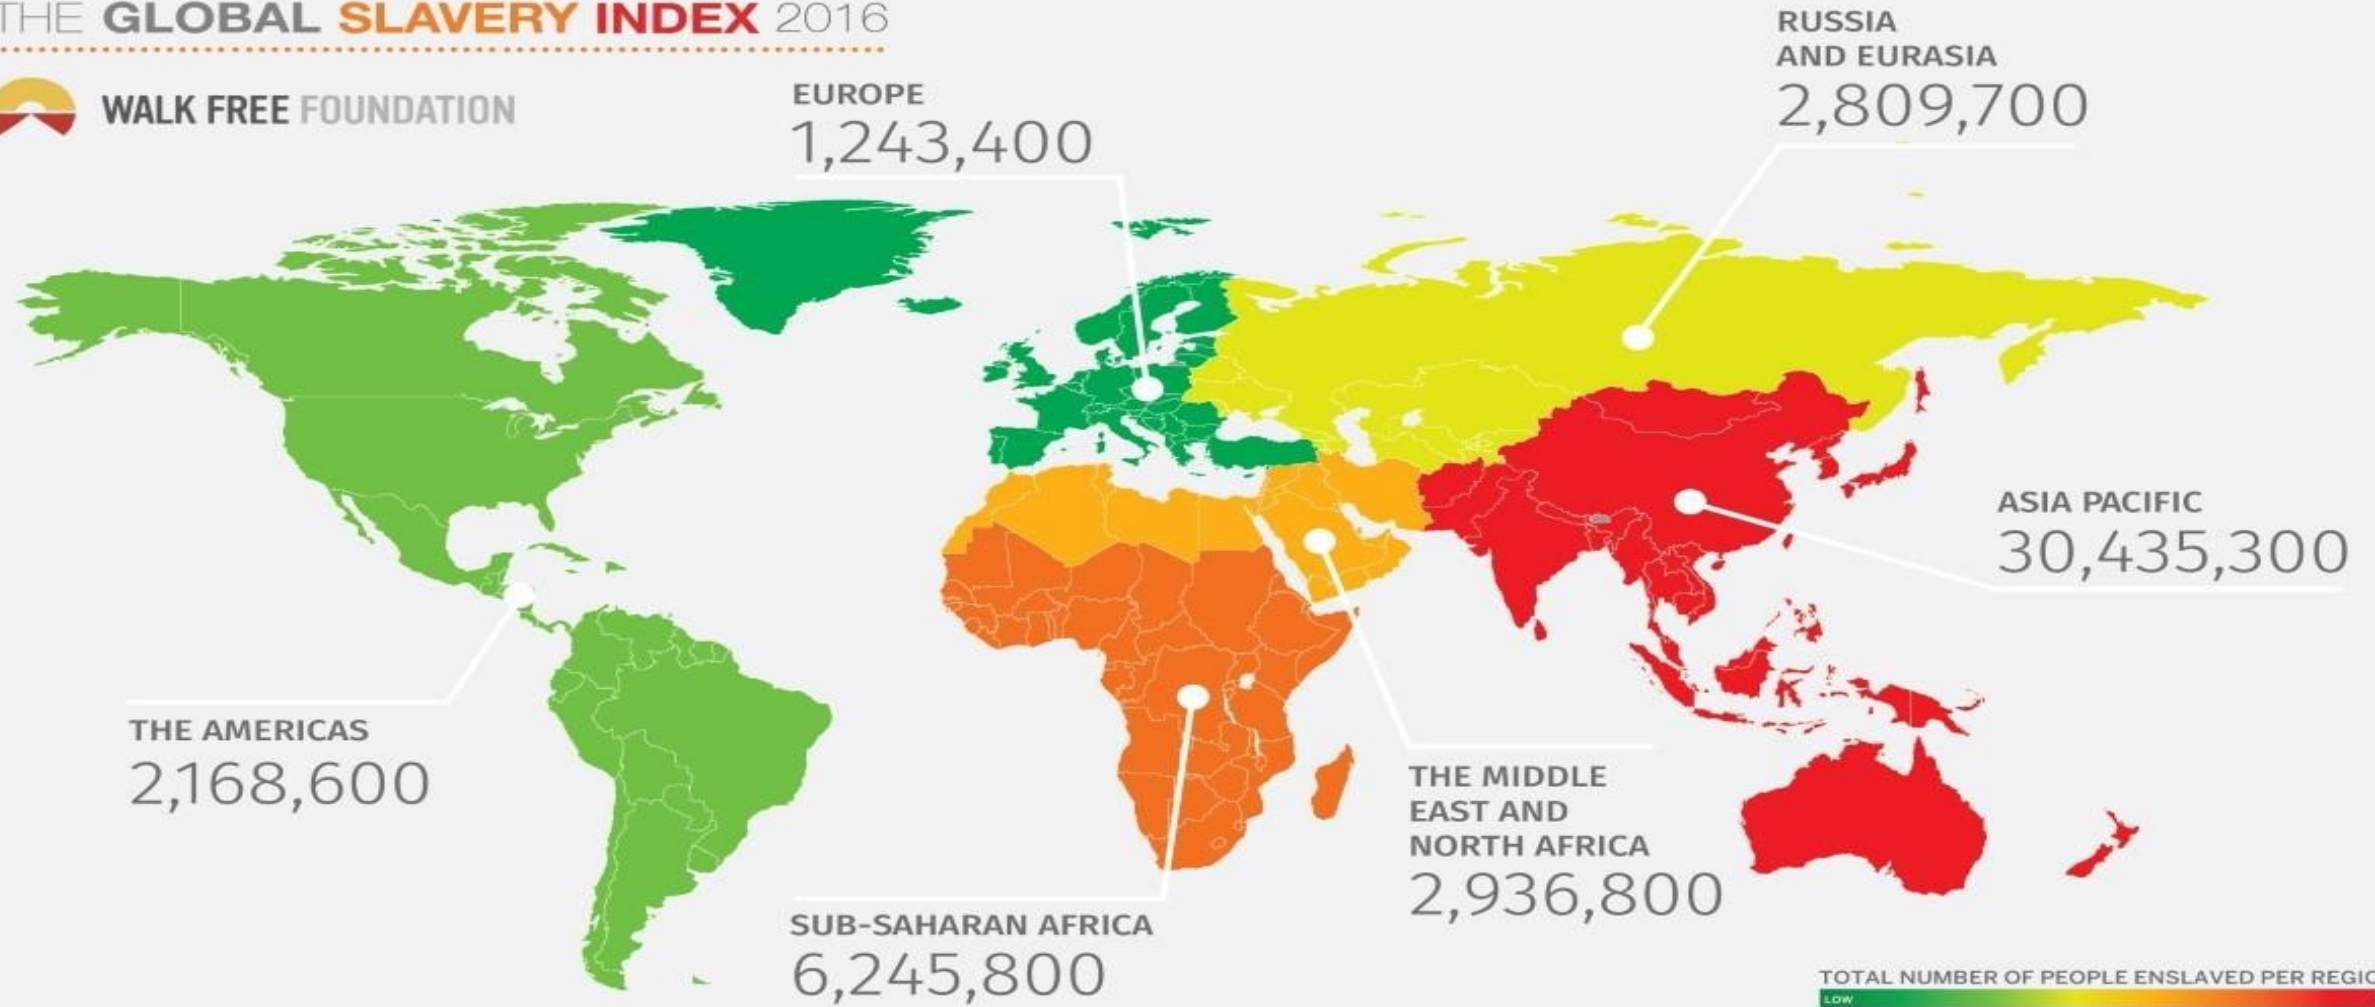 THE GLOBAL SLAVERY INDEX 2016
WALK FREE FOUNDATION
EUROPE
1,243,400
RUSSIA
AND EURASIA
2,809,700
ASIA PACIFIC
30,435,300
THE AMERICAS
2,168,600
THE MIDDLE
EAST AND
NORTH AFRICA
2,936,800
SUB-SAHARAN AFRICA
6,245,800
TOTAL NUMBER OF PEOPLE ENSLAVED PER REGIO
LOW